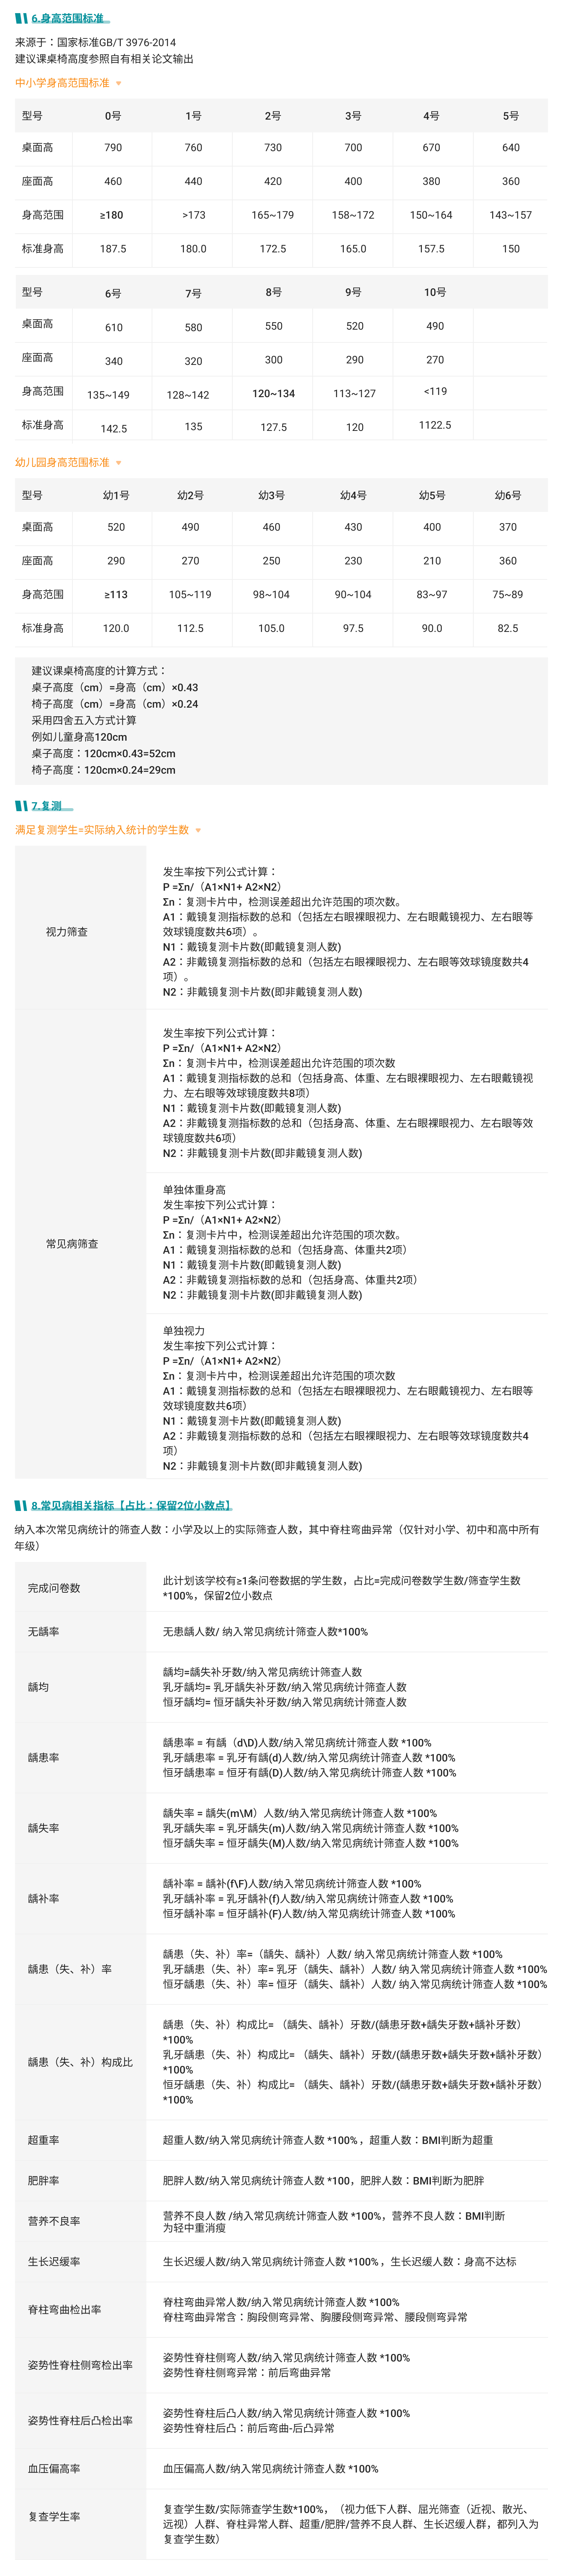 6.身高范围标准
来源于：国家标准GB/T 3976-2014
建议课桌椅高度参照自有相关论文输出
中小学身高范围标准
型号 0号 1号 2号 3号 4号 5号
桌面高 790 760 730 700 670 640
座面高 460 440 420 400 380 360
身高范围 ≥180 >173 165~179 158~172 150~164 143~157
标准身高 187.5 180.0 172.5 165.0 157.5 150
型号 6号 7号 8号 9号 10号
桌面高 610 580 550 520 490
座面高 340 320 300 290 270
身高范围 135~149 128~142 120~134 113~127 <119
标准身高 142.5 135 127.5 120 1122.5
幼儿园身高范围标准
型号 幼1号 幼2号 幼3号 幼4号 幼5号 幼6号
桌面高 520 490 460 430 400 370
座面高 290 270 250 230 210 360
身高范围 ≥113 105~119 98~104 90~104 83~97 75~89
标准身高 120.0 112.5 105.0 97.5 90.0 82.5
建议课桌椅高度的计算方式：
桌子高度（cm）=身高（cm）×0.43
椅子高度（cm）=身高（cm）×0.24
采用四舍五入方式计算
例如儿童身高120cm
桌子高度：120cm×0.43=52cm
椅子高度：120cm×0.24=29cm
7.复测
满足复测学生=实际纳入统计的学生数
视力筛查
发生率按下列公式计算：
P =Σn/（A1×N1+ A2×N2）
Σn：复测卡片中，检测误差超出允许范围的项次数。
A1：戴镜复测指标数的总和（包括左右眼裸眼视力、左右眼戴镜视力、左右眼等
效球镜度数共6项）。
N1：戴镜复测卡片数(即戴镜复测人数)
A2：非戴镜复测指标数的总和（包括左右眼裸眼视力、左右眼等效球镜度数共4
项）。
N2：非戴镜复测卡片数(即非戴镜复测人数)
常见病筛查
发生率按下列公式计算：
P =Σn/（A1×N1+ A2×N2）
Σn：复测卡片中，检测误差超出允许范围的项次数
A1：戴镜复测指标数的总和（包括身高、体重、左右眼裸眼视力、左右眼戴镜视
力、左右眼等效球镜度数共8项）
N1：戴镜复测卡片数(即戴镜复测人数)
A2：非戴镜复测指标数的总和（包括身高、体重、左右眼裸眼视力、左右眼等效
球镜度数共6项）
N2：非戴镜复测卡片数(即非戴镜复测人数)
单独体重身高
发生率按下列公式计算：
P =Σn/（A1×N1+ A2×N2）
Σn：复测卡片中，检测误差超出允许范围的项次数。
A1：戴镜复测指标数的总和（包括身高、体重共2项）
N1：戴镜复测卡片数(即戴镜复测人数)
A2：非戴镜复测指标数的总和（包括身高、体重共2项）
N2：非戴镜复测卡片数(即非戴镜复测人数)
单独视力
发生率按下列公式计算：
P =Σn/（A1×N1+ A2×N2）
Σn：复测卡片中，检测误差超出允许范围的项次数
A1：戴镜复测指标数的总和（包括左右眼裸眼视力、左右眼戴镜视力、左右眼等
效球镜度数共6项）
N1：戴镜复测卡片数(即戴镜复测人数)
A2：非戴镜复测指标数的总和（包括左右眼裸眼视力、左右眼等效球镜度数共4
项）
N2：非戴镜复测卡片数(即非戴镜复测人数)
8.常见病相关指标【占比：保留2位小数点】
纳入本次常见病统计的筛查人数：小学及以上的实际筛查人数，其中脊柱弯曲异常（仅针对小学、初中和高中所有
年级）
完成问卷数
此计划该学校有≥1条问卷数据的学生数，占比=完成问卷数学生数/筛查学生数
*100%，保留2位小数点
无龋率
无患龋人数/ 纳入常见病统计筛查人数*100%
龋均
龋均=龋失补牙数/纳入常见病统计筛查人数
乳牙龋均= 乳牙龋失补牙数/纳入常见病统计筛查人数
恒牙龋均= 恒牙龋失补牙数/纳入常见病统计筛查人数
龋患率
龋患率 = 有龋（d\D)人数/纳入常见病统计筛查人数 *100%
乳牙龋患率 = 乳牙有龋(d)人数/纳入常见病统计筛查人数 *100%
恒牙龋患率 = 恒牙有龋(D)人数/纳入常见病统计筛查人数 *100%
龋失率
龋失率 = 龋失(m\M）人数/纳入常见病统计筛查人数 *100%
乳牙龋失率 = 乳牙龋失(m)人数/纳入常见病统计筛查人数 *100%
恒牙龋失率 = 恒牙龋失(M)人数/纳入常见病统计筛查人数 *100%
龋补率
龋补率 = 龋补(f\F)人数/纳入常见病统计筛查人数 *100%
乳牙龋补率 = 乳牙龋补(f)人数/纳入常见病统计筛查人数 *100%
恒牙龋补率 = 恒牙龋补(F)人数/纳入常见病统计筛查人数 *100%
龋患（失、补）率
龋患（失、补）率=（龋失、龋补）人数/ 纳入常见病统计筛查人数 *100%
乳牙龋患（失、补）率= 乳牙（龋失、龋补）人数/ 纳入常见病统计筛查人数 *100%
恒牙龋患（失、补）率= 恒牙（龋失、龋补）人数/ 纳入常见病统计筛查人数 *100%
龋患（失、补）构成比
龋患（失、补）构成比= （龋失、龋补）牙数/(龋患牙数+龋失牙数+龋补牙数）
*100%
乳牙龋患（失、补）构成比= （龋失、龋补）牙数/(龋患牙数+龋失牙数+龋补牙数）
*100%
恒牙龋患（失、补）构成比= （龋失、龋补）牙数/(龋患牙数+龋失牙数+龋补牙数）
*100%
超重率
超重人数/纳入常见病统计筛查人数 *100%，超重人数：BMI判断为超重
肥胖率
肥胖人数/纳入常见病统计筛查人数 *100，肥胖人数：BMI判断为肥胖
营养不良率
营养不良人数 /纳入常见病统计筛查人数 *100%，营养不良人数：BMI判断
为轻中重消瘦
生长迟缓率
生长迟缓人数/纳入常见病统计筛查人数 *100%，生长迟缓人数：身高不达标
脊柱弯曲检出率
脊柱弯曲异常人数/纳入常见病统计筛查人数 *100%
脊柱弯曲异常含：胸段侧弯异常、胸腰段侧弯异常、腰段侧弯异常
姿势性脊柱侧弯检出率
姿势性脊柱侧弯人数/纳入常见病统计筛查人数 *100%
姿势性脊柱侧弯异常：前后弯曲异常
姿势性脊柱后凸检出率
姿势性脊柱后凸人数/纳入常见病统计筛查人数 *100%
姿势性脊柱后凸：前后弯曲-后凸异常
血压偏高率
血压偏高人数/纳入常见病统计筛查人数 *100%
复查学生率
复查学生数/实际筛查学生数*100%，（视力低下人群、屈光筛查（近视、散光、
远视）人群、脊柱异常人群、超重/肥胖/营养不良人群、生长迟缓人群，都列入为
复查学生数）